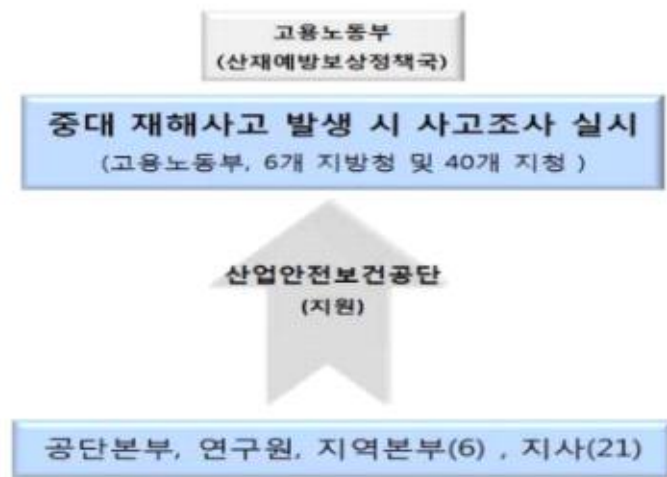 고용노동부
(산재예방보상정책국)
중대 재해사고 발생 시 사고조사 실시
(고용노동부, 6개 지방청 및 40개 지청 )
산업안전보건공단
(지원)
공단본부, 연구원, 지역본부(6) , 지사(21)